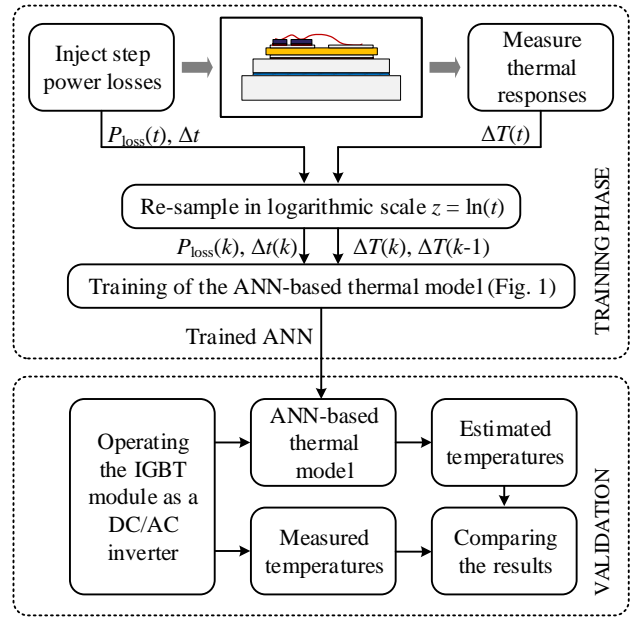 Inject step
power losses
Measure
thermal
responses
P_loss(t), Δt
ΔT(t)
Re-sample in logarithmic scale z = ln(t)
P_loss(k), Δt(k)
ΔT(k), ΔT(k-1)
Training of the ANN-based thermal model (Fig. 1)
Trained ANN
TRAINING PHASE
Operating
the IGBT
module as a
DC/AC
inverter
ANN-based
thermal
model
Estimated
temperatures
Measured
temperatures
Comparing
the results
VALIDATION